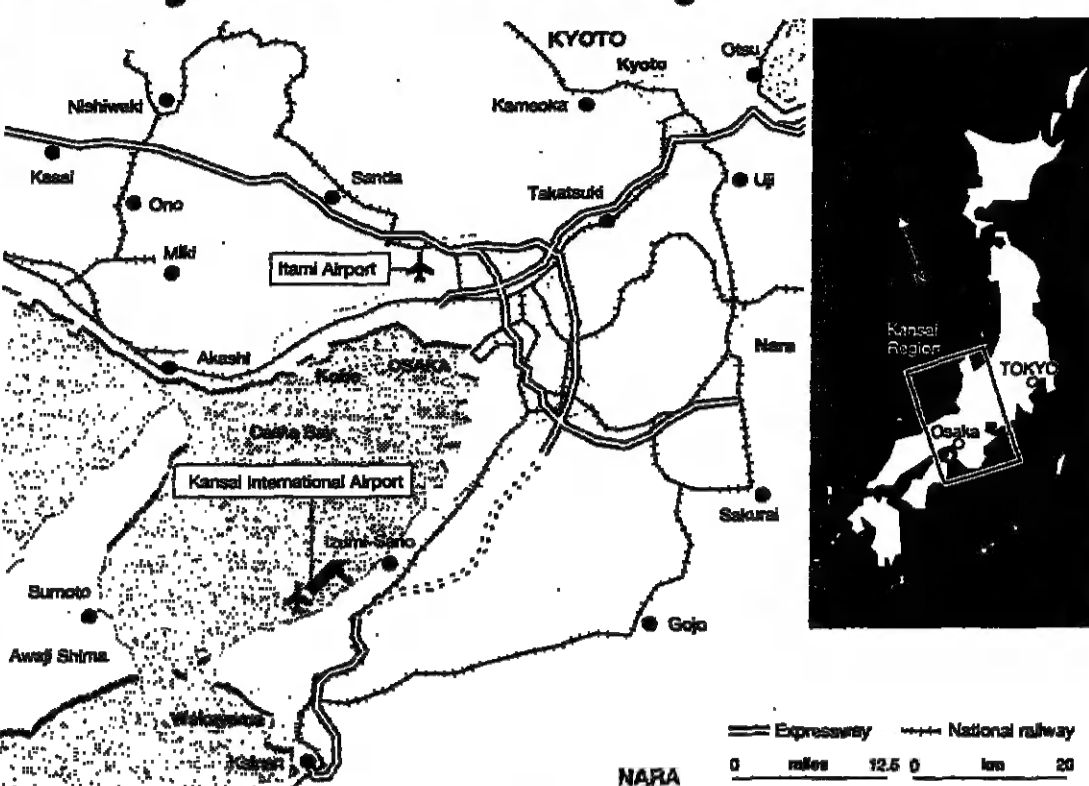 KYOTO
Kyoto
Otsu
Nishiwaki
Kameoka
Kasai
Sanda
Takatsuki
Uji
Ono
Miki
Itami Airport
Akashi
Kobe
OSAKA
Nara
Osaka Bay
Kansai International Airport
Izumi-Sano
Sakurai
Sumoto
Gojo
Awaji Shima
Wakayama
Kainan
NARA
Kansai
Region
TOKYO
Osaka
Expressway
National railway
0 miles 12.5
0 km 20